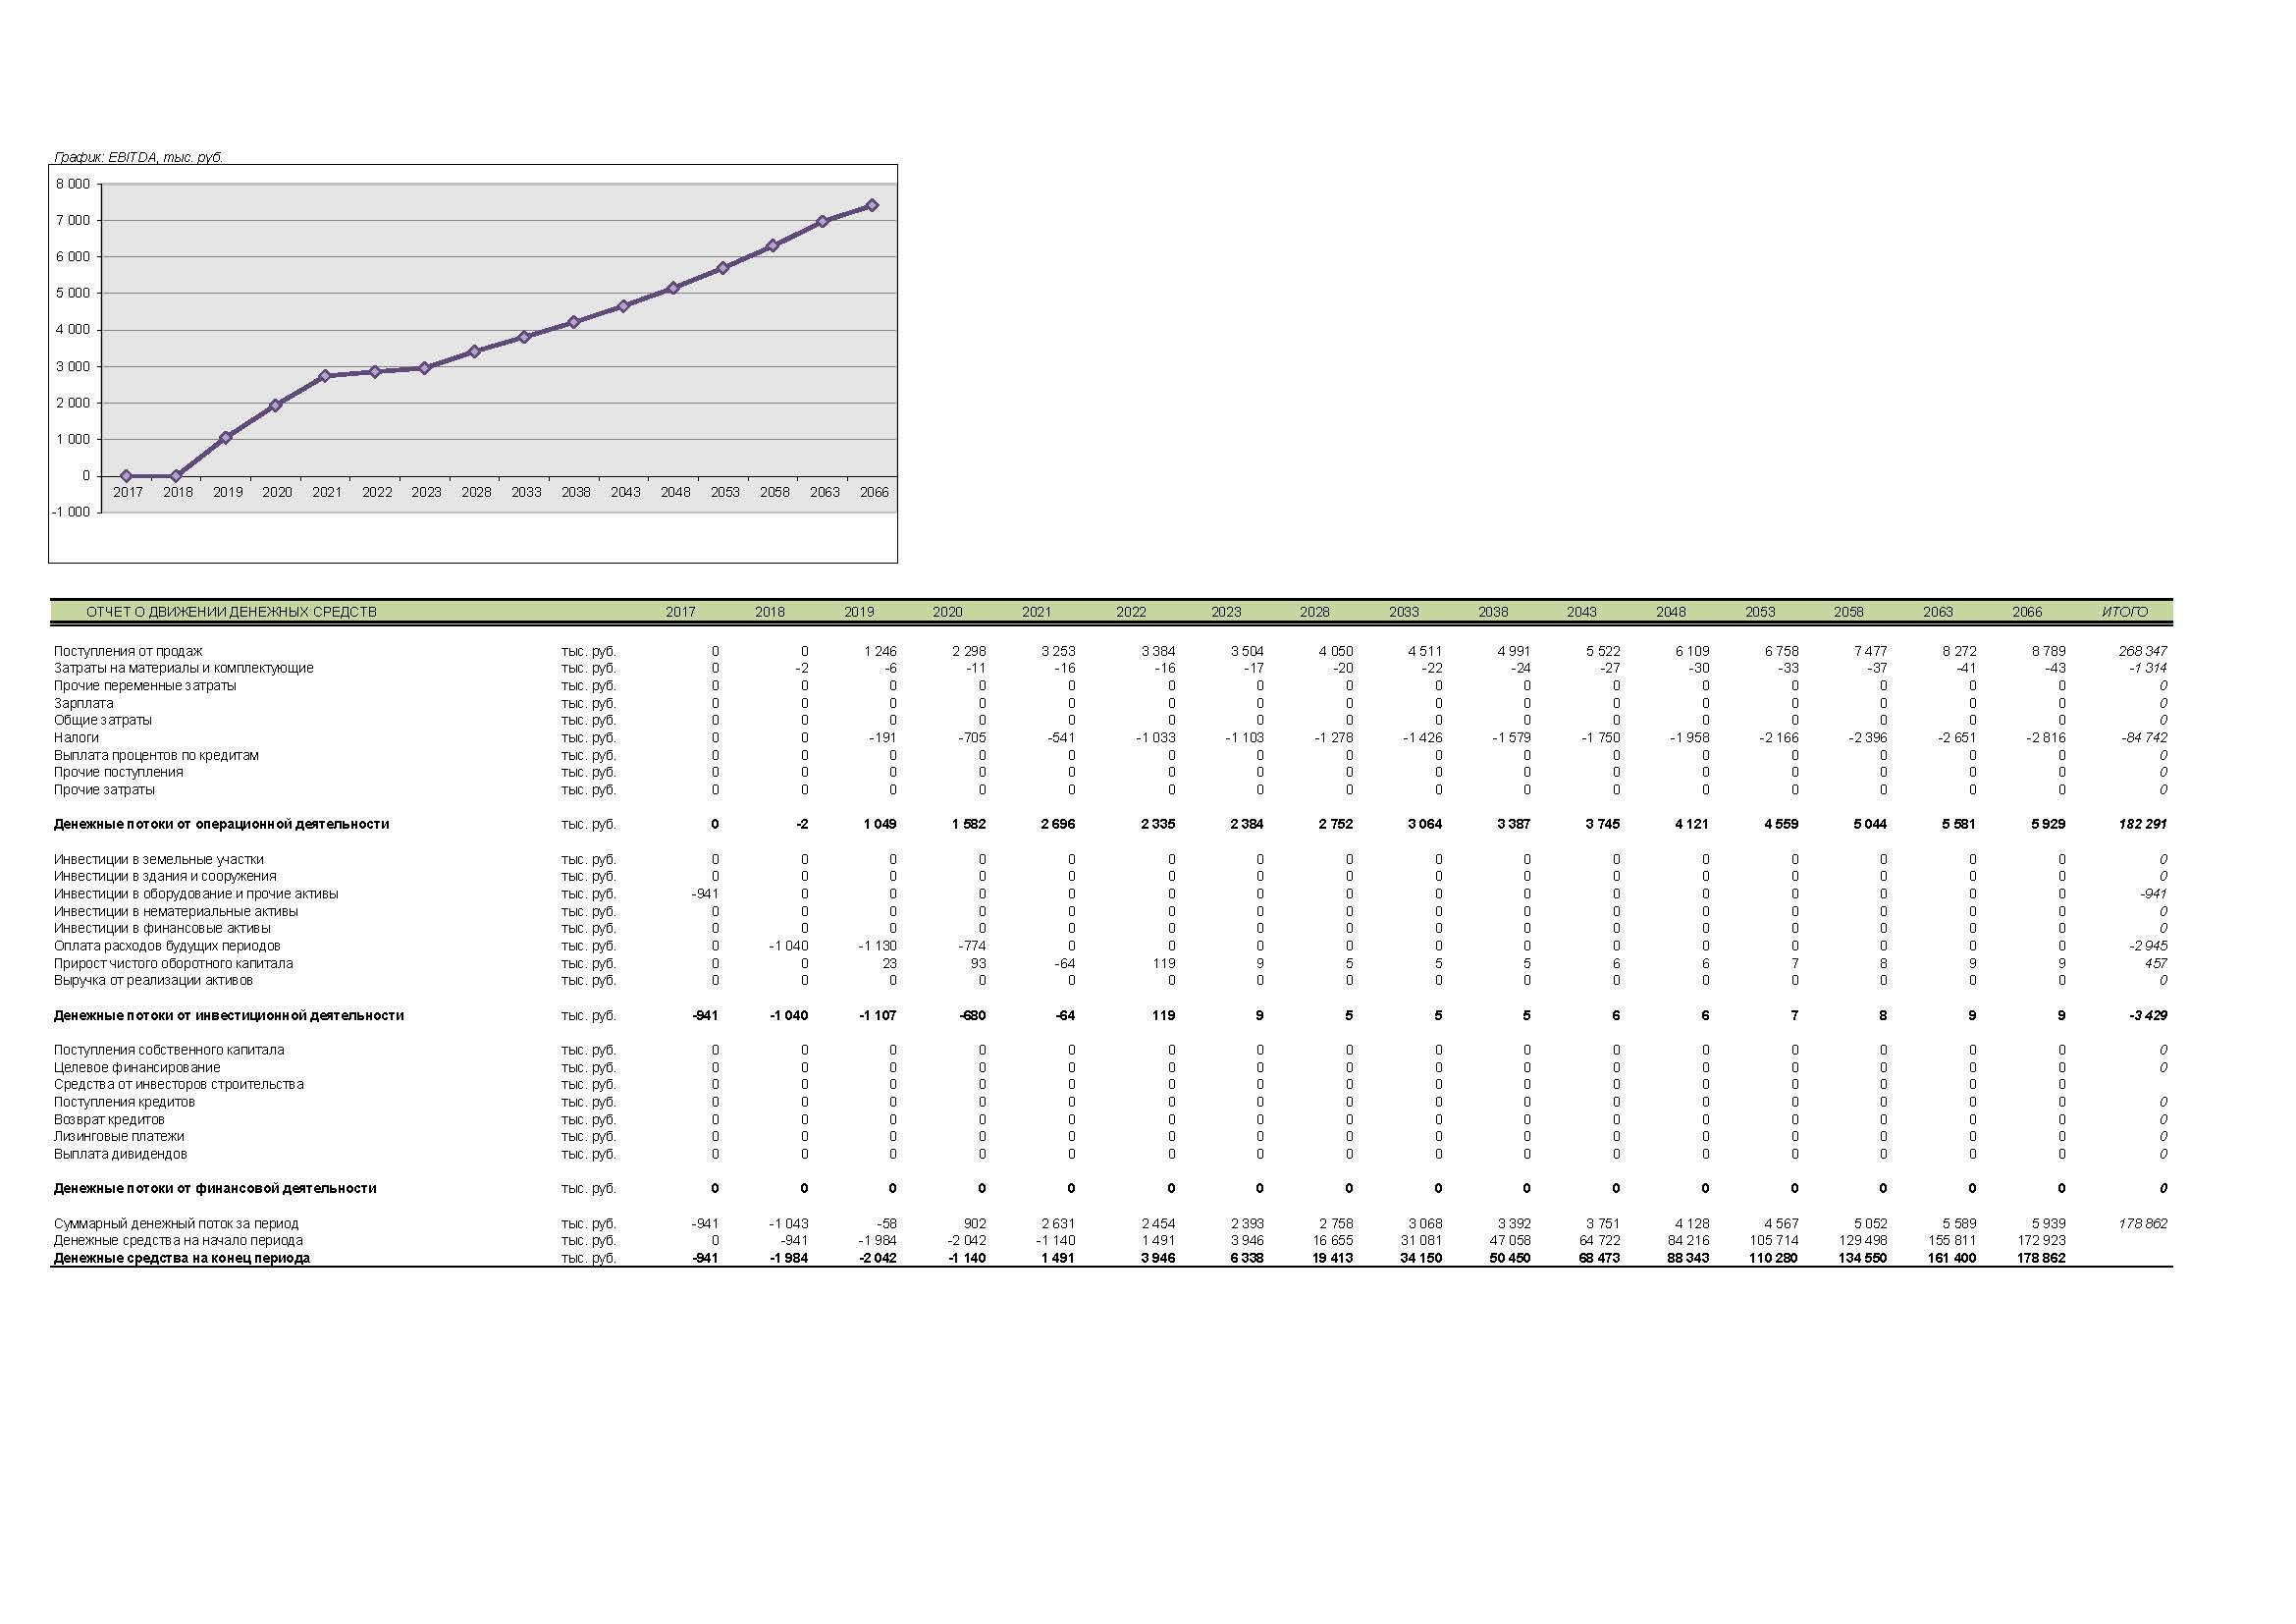 График: EBITDA, тыс. руб.
8 000
7 000
6 000
5 000
4 000
3 000
2 000
1 000
0
2017 2018 2019 2020 2021 2022 2023 2028 2033 2038 2043 2048 2053 2058 2063 2066
-1 000
ОТЧЕТ О ДВИЖЕНИИ ДЕНЕЖНЫХ СРЕДСТВ 2017 2018 2019 2020 2021 2022 2023 2028 2033 2038 2043 2048 2053 2058 2063 2066 ИТОГО
Поступления от продаж тыс. руб. 0 0 1 246 2 298 3 253 3 384 3 504 4 050 4 511 4 991 5 522 6 109 6 758 7 477 8 272 8 789 268 347
Затраты на материалы и комплектующие тыс. руб. 0 -2 -6 -11 -16 -16 -17 -20 -22 -24 -27 -30 -33 -37 -41 -43 -1 314
Прочие переменные затраты тыс. руб. 0 0 0 0 0 0 0 0 0 0 0 0 0 0 0 0 0
Зарплата тыс. руб. 0 0 0 0 0 0 0 0 0 0 0 0 0 0 0 0 0
Общие затраты тыс. руб. 0 0 0 0 0 0 0 0 0 0 0 0 0 0 0 0 0
Налоги тыс. руб. 0 0 -191 -705 -541 -1 033 -1 103 -1 278 -1 426 -1 579 -1 750 -1 958 -2 166 -2 396 -2 651 -2 816 -84 742
Выплата процентов по кредитам тыс. руб. 0 0 0 0 0 0 0 0 0 0 0 0 0 0 0 0 0
Прочие поступления тыс. руб. 0 0 0 0 0 0 0 0 0 0 0 0 0 0 0 0 0
Прочие затраты тыс. руб. 0 0 0 0 0 0 0 0 0 0 0 0 0 0 0 0 0
Денежные потоки от операционной деятельности тыс. руб. 0 -2 1 049 1 582 2 696 2 335 2 384 2 752 3 064 3 387 3 745 4 121 4 559 5 044 5 581 5 929 182 291
Инвестиции в земельные участки тыс. руб. 0 0 0 0 0 0 0 0 0 0 0 0 0 0 0 0 0
Инвестиции в здания и сооружения тыс. руб. 0 0 0 0 0 0 0 0 0 0 0 0 0 0 0 0 0
Инвестиции в оборудование и прочие активы тыс. руб. -941 0 0 0 0 0 0 0 0 0 0 0 0 0 0 0 -941
Инвестиции в нематериальные активы тыс. руб. 0 0 0 0 0 0 0 0 0 0 0 0 0 0 0 0 0
Инвестиции в финансовые активы тыс. руб. 0 0 0 0 0 0 0 0 0 0 0 0 0 0 0 0 0
Оплата расходов будущих периодов тыс. руб. 0 -1 040 -1 130 -774 0 0 0 0 0 0 0 0 0 0 0 0 -2 945
Прирост чистого оборотного капитала тыс. руб. 0 0 23 93 -64 119 9 5 5 5 6 6 7 8 9 9 457
Выручка от реализации активов тыс. руб. 0 0 0 0 0 0 0 0 0 0 0 0 0 0 0 0 0
Денежные потоки от инвестиционной деятельности тыс. руб. -941 -1 040 -1 107 -680 -64 119 9 5 5 5 6 6 7 8 9 9 -3 429
Поступления собственного капитала тыс. руб. 0 0 0 0 0 0 0 0 0 0 0 0 0 0 0 0 0
Целевое финансирование тыс. руб. 0 0 0 0 0 0 0 0 0 0 0 0 0 0 0 0 0
Средства от инвесторов строительства тыс. руб. 0 0 0 0 0 0 0 0 0 0 0 0 0 0 0 0
Поступления кредитов тыс. руб. 0 0 0 0 0 0 0 0 0 0 0 0 0 0 0 0 0
Возврат кредитов тыс. руб. 0 0 0 0 0 0 0 0 0 0 0 0 0 0 0 0 0
Лизинговые платежи тыс. руб. 0 0 0 0 0 0 0 0 0 0 0 0 0 0 0 0 0
Выплата дивидендов тыс. руб. 0 0 0 0 0 0 0 0 0 0 0 0 0 0 0 0 0
Денежные потоки от финансовой деятельности тыс. руб. 0 0 0 0 0 0 0 0 0 0 0 0 0 0 0 0 0
Суммарный денежный поток за период тыс. руб. -941 -1 043 -58 902 2 631 2 454 2 393 2 758 3 068 3 392 3 751 4 128 4 567 5 052 5 589 5 939 178 862
Денежные средства на начало периода тыс. руб. 0 -941 -1 984 -2 042 -1 140 1 491 3 946 16 655 31 081 47 058 64 722 84 216 105 714 129 498 155 811 172 923
Денежные средства на конец периода тыс. руб. -941 -1 984 -2 042 -1 140 1 491 3 946 6 338 19 413 34 150 50 450 68 473 88 343 110 280 134 550 161 400 178 862